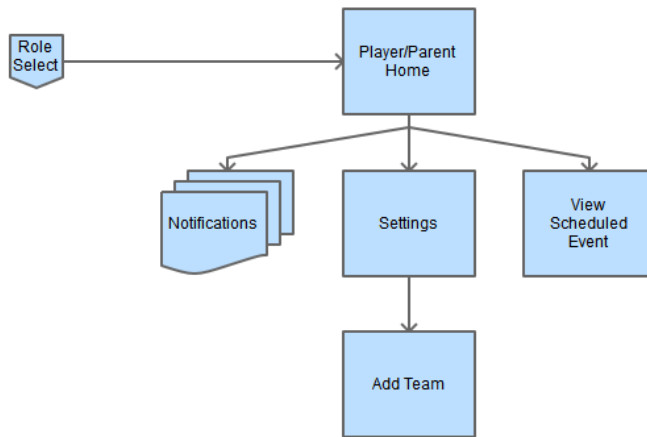 Role
Select
Player/Parent
Home
Notifications
Settings
View
Scheduled
Event
Add Team